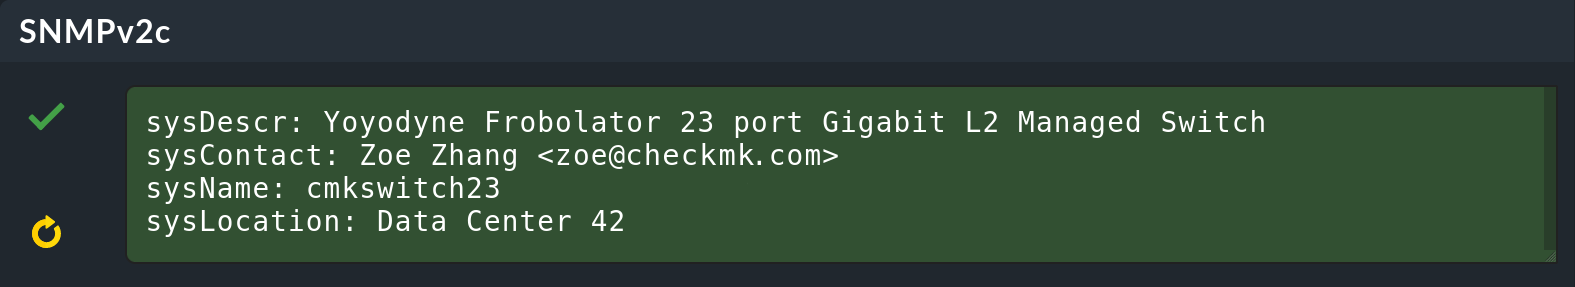 SNMPv2c
sysDescr: Yoyodyne Frobolator 23 port Gigabit L2 Managed Switch
sysContact: Zoe Zhang <zoe@checkmk.com>
sysName: cmkswitch23
sysLocation: Data Center 42